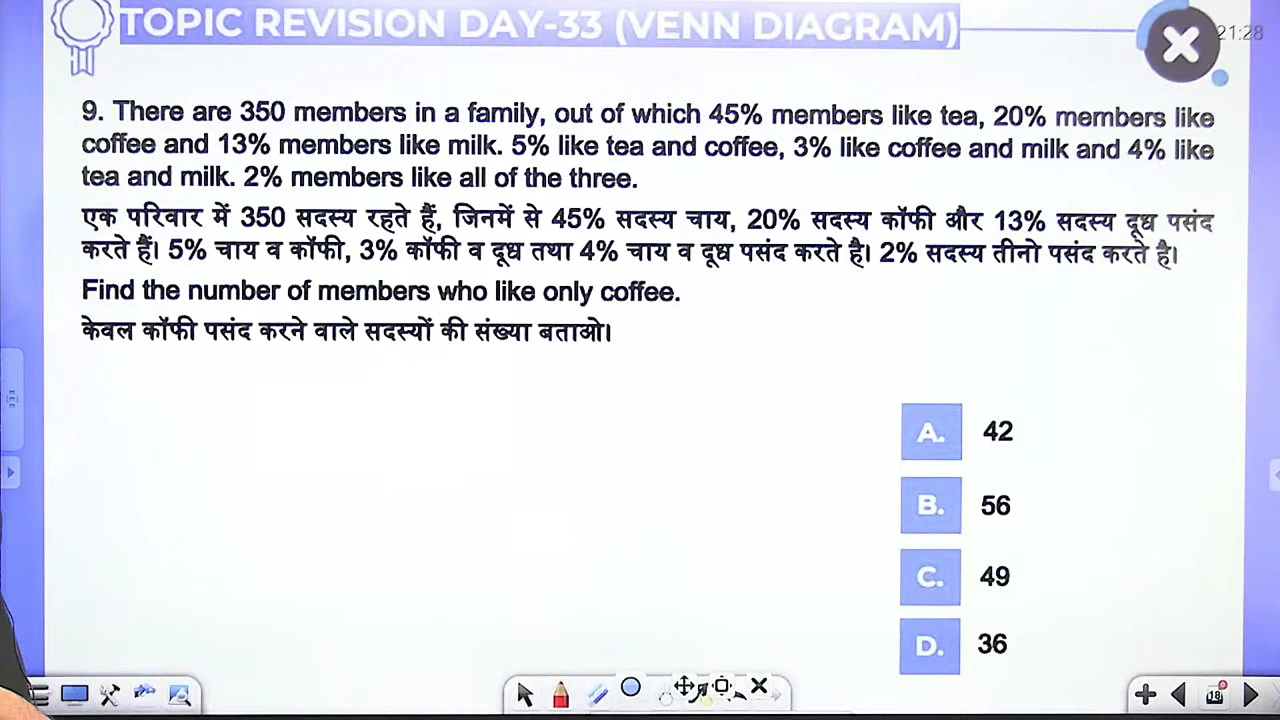 TOPIC REVISION DAY-33 (VENN DIAGRAM)
21:28
9. There are 350 members in a family, out of which 45% members like tea, 20% members like
coffee and 13% members like milk. 5% like tea and coffee, 3% like coffee and milk and 4% like
tea and milk. 2% members like all of the three.
एक परिवार में 350 सदस्य रहते हैं, जिनमें से 45% सदस्य चाय, 20% सदस्य कॉफी और 13% सदस्य दूध पसंद
करते हैं। 5% चाय व कॉफी, 3% कॉफी व दूध तथा 4% चाय व दूध पसंद करते है। 2% सदस्य तीनो पसंद करते है।
Find the number of members who like only coffee.
केवल कॉफी पसंद करने वाले सदस्यों की संख्या बताओ।
A. 42
B. 56
C. 49
D. 36
18